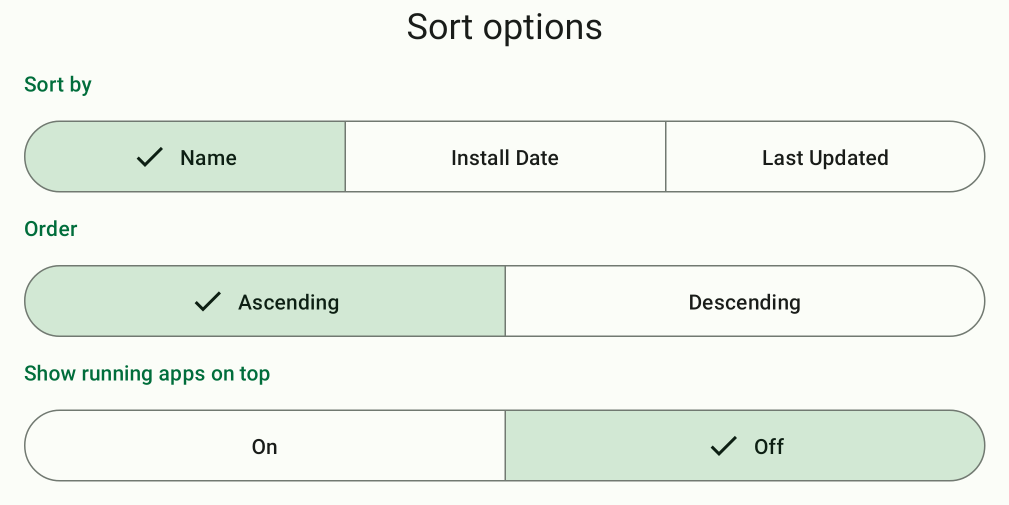 Sort options
Sort by
Name Install Date Last Updated
Order
Ascending Descending
Show running apps on top
On Off